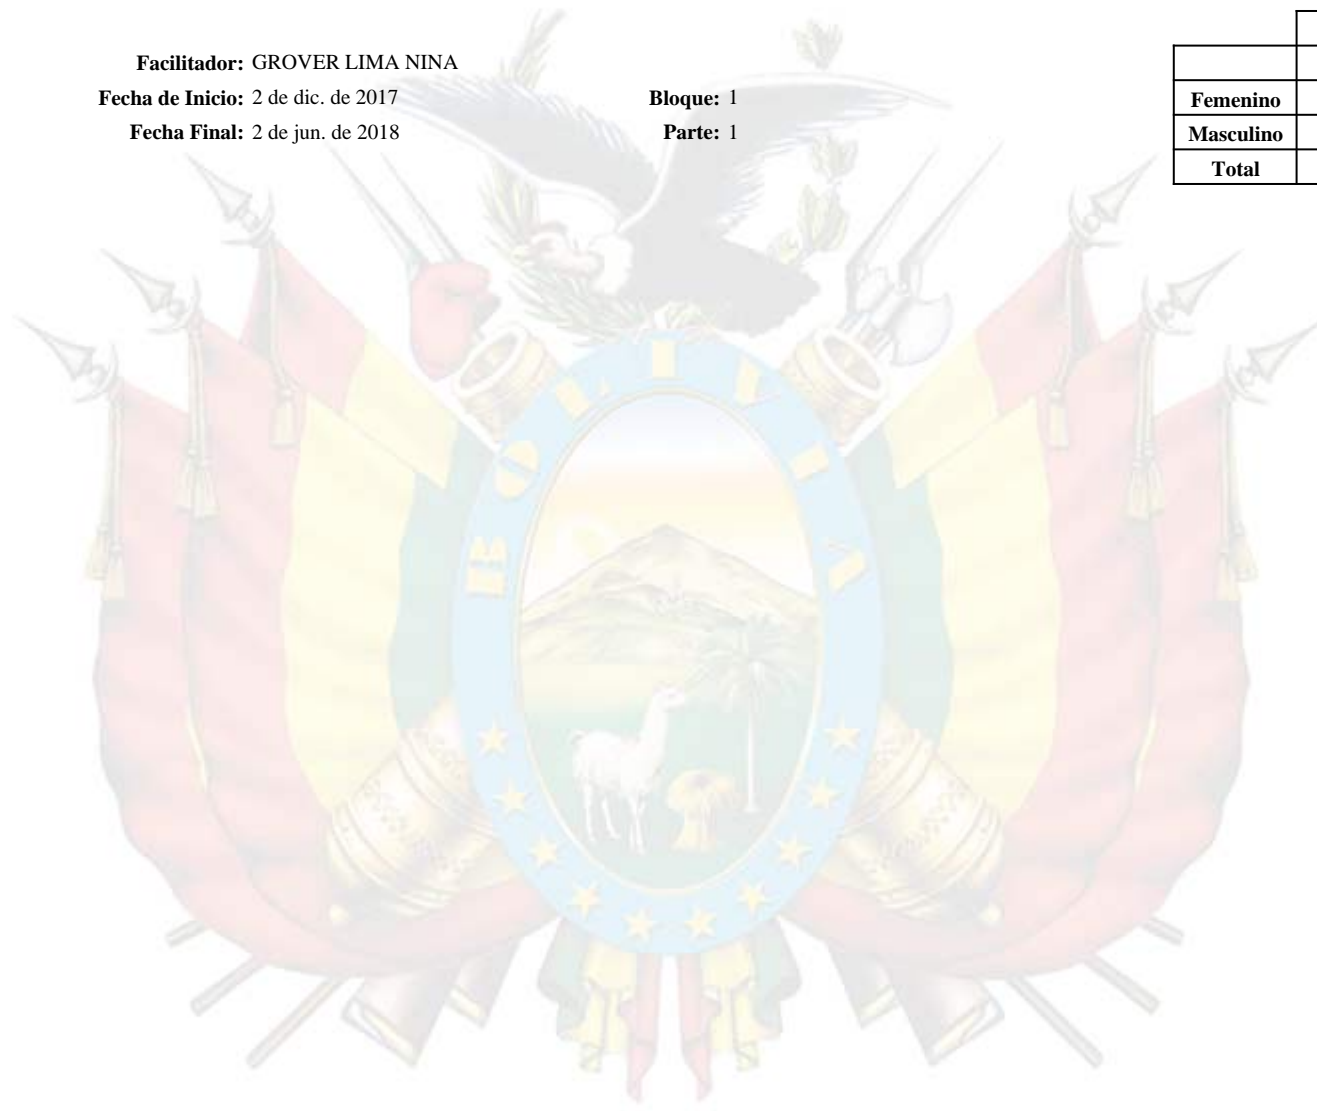 Facilitador: GROVER LIMA NINA
Fecha de Inicio: 2 de dic. de 2017 Bloque: 1
Fecha Final: 2 de jun. de 2018 Parte: 1
Femenino
Masculino
Total
BOLIVIA